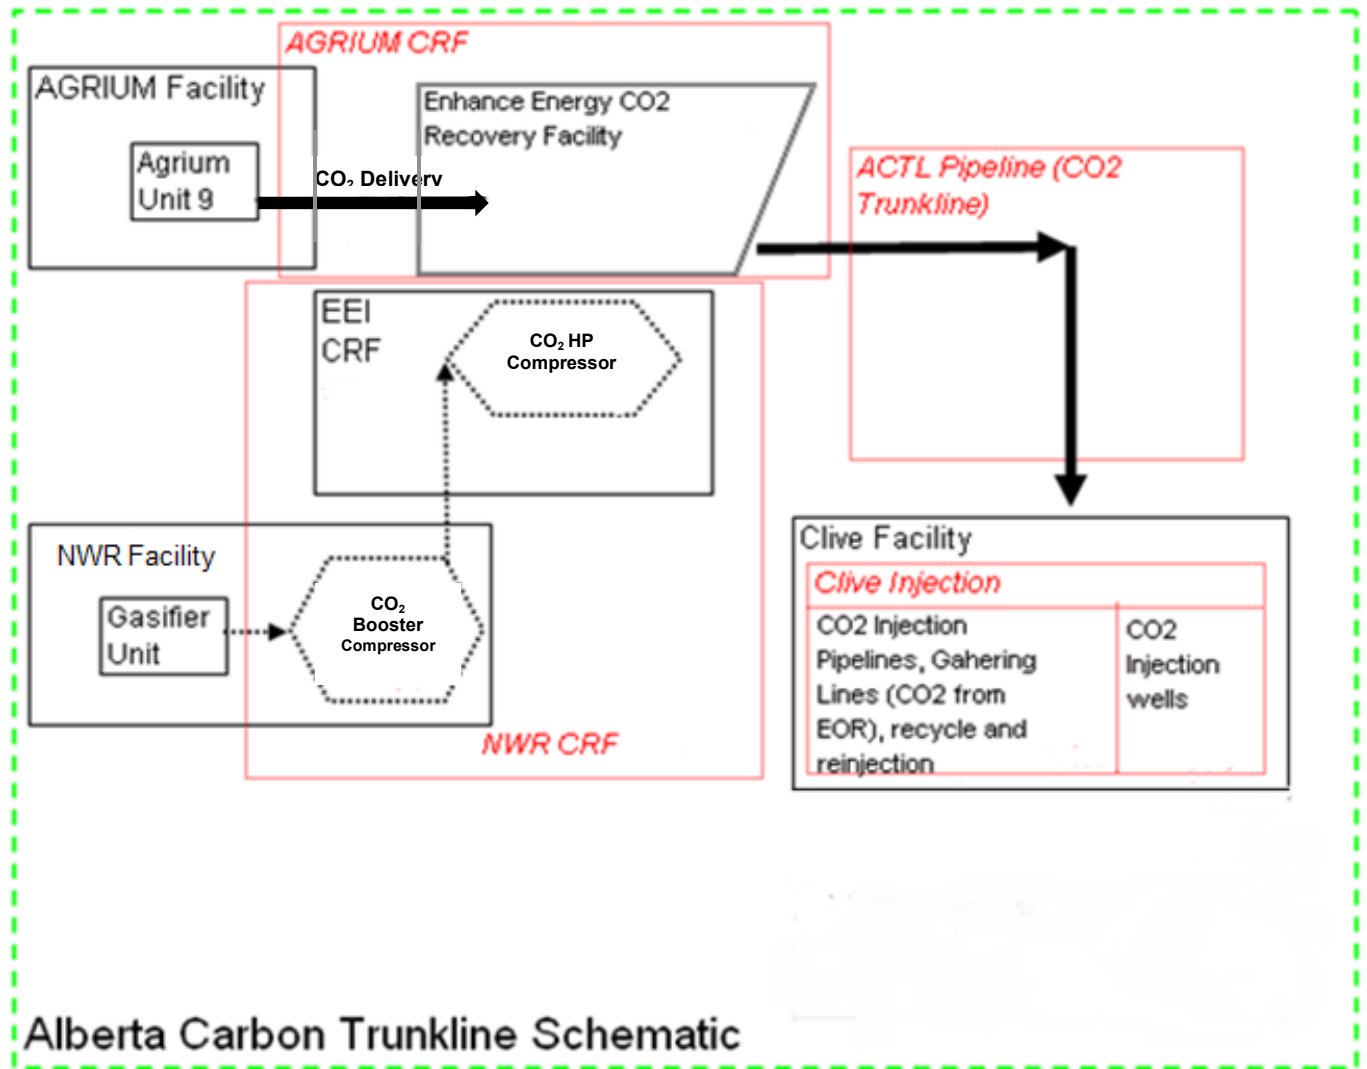 AGRIUM CRF
AGRIUM Facility
Enhance Energy CO2
Recovery Facility
Agrium
Unit 9
CO₂ Delivery
ACTL Pipeline (CO2
Trunkline)
EEI
CRF
CO₂ HP
Compressor
NWR Facility
Gasifier
Unit
CO₂
Booster
Compressor
NWR CRF
Clive Facility
Clive Injection
CO2 Injection
Pipelines, Gahering
Lines (CO2 from
EOR), recycle and
reinjection
CO2
Injection
wells
Alberta Carbon Trunkline Schematic